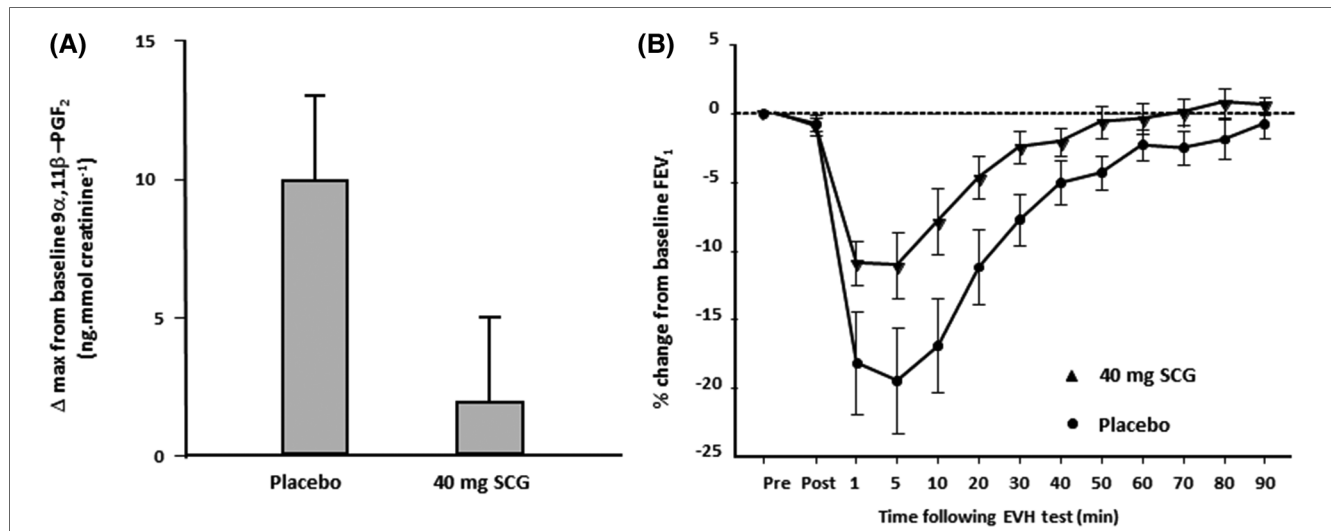 (A)
Δ max from baseline 9α,11β–PGF₂
(ng.mmol creatinine⁻¹)
15
10
5
0
Placebo 40 mg SCG
(B)
% change from baseline FEV₁
5
0
-5
-10
-15
-20
-25
40 mg SCG
Placebo
Pre Post 1 5 10 20 30 40 50 60 70 80 90
Time following EVH test (min)